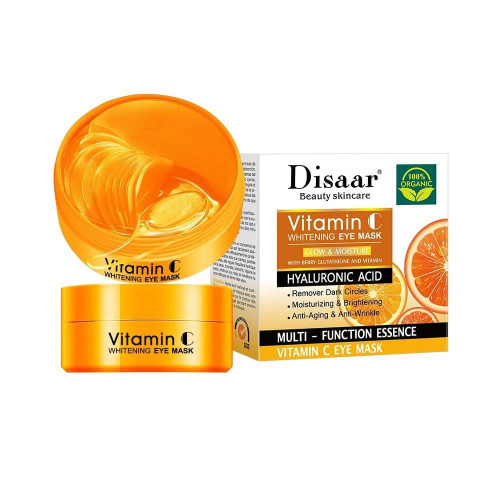 Vitamin C
WHITENING EYE MASK
Vitamin C
WHITENING EYE MASK
Disaar®
Beauty skincare
100%
ORGANIC
Vitamin C
WHITENING EYE MASK
GLOW & MOISTURE
WITH BERRY GLUTATHIONE AND VITAMIN
HYALURONIC ACID
• Remover Dark Circles
• Moisturizing & Brightening
• Anti-Aging & Anti-Wrinkle
MULTI - FUNCTION ESSENCE
VITAMIN C EYE MASK